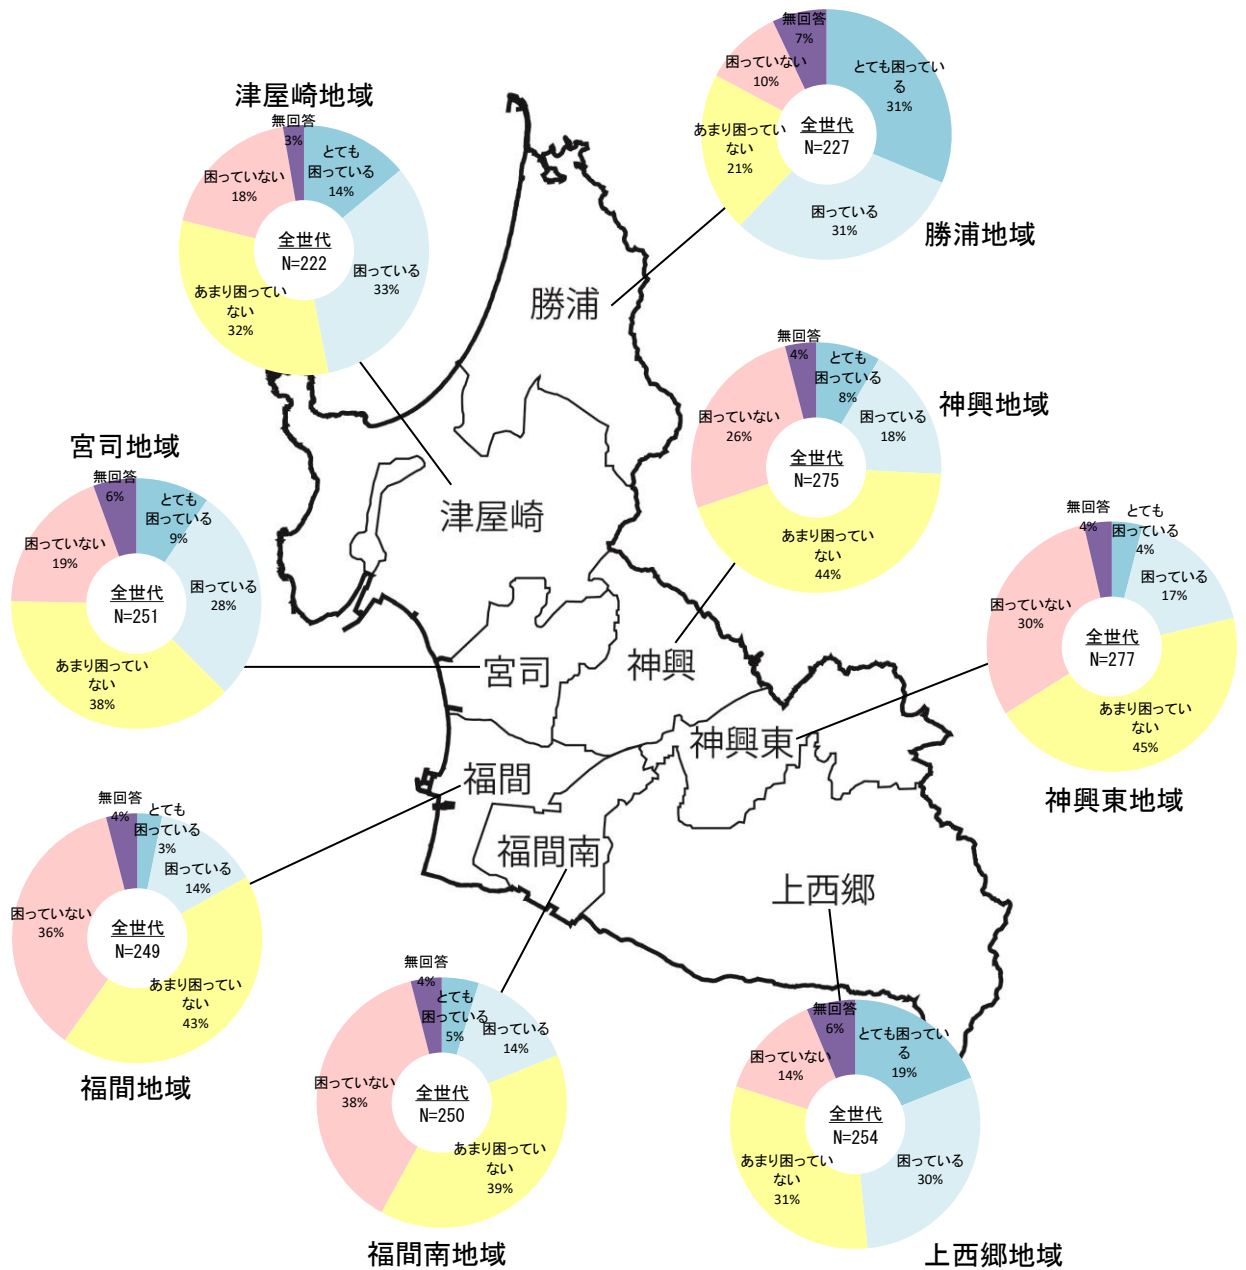 無回答
7%
とても困ってい
る
31%
困っていない
10%
あまり困ってい
ない
21%
全世代
N=227
困っている
31%
勝浦地域
津屋崎地域
無回答
3%
とても
困っている
14%
困っていない
18%
全世代
N=222
困っている
33%
あまり困ってい
ない
32%
勝浦
無回答
4%
とても
困っている
8%
困っている
18%
困っていない
26%
全世代
N=275
あまり困ってい
ない
44%
神興地域
宮司地域
無回答
6%
とても
困っている
9%
困っていない
19%
全世代
N=251
困っている
28%
あまり困ってい
ない
38%
津屋崎
無回答
4%
とても
困っている
4%
困っている
17%
困っていない
30%
全世代
N=277
あまり困ってい
ない
45%
神興東地域
宮司
神興
神興東
福間
福間南
上西郷
無回答
4%
とても
困っている
3%
困っている
14%
困っていない
36%
全世代
N=249
あまり困ってい
ない
43%
福間地域
無回答
4%
とても
困っている
5%
困っている
14%
困っていない
38%
全世代
N=250
あまり困ってい
ない
39%
福間南地域
無回答
6%
とても困ってい
る
19%
困っていない
14%
全世代
N=254
あまり困ってい
ない
31%
困っている
30%
上西郷地域